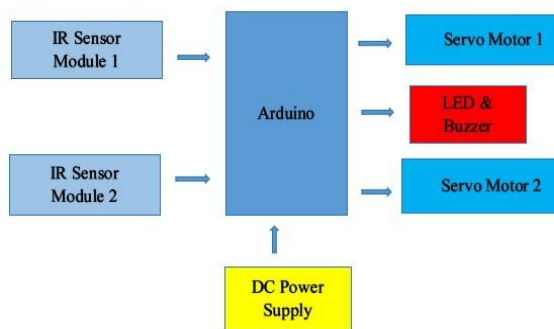 IR Sensor
Module 1
Arduino
Servo Motor 1
LED &
Buzzer
IR Sensor
Module 2
Servo Motor 2
DC Power
Supply